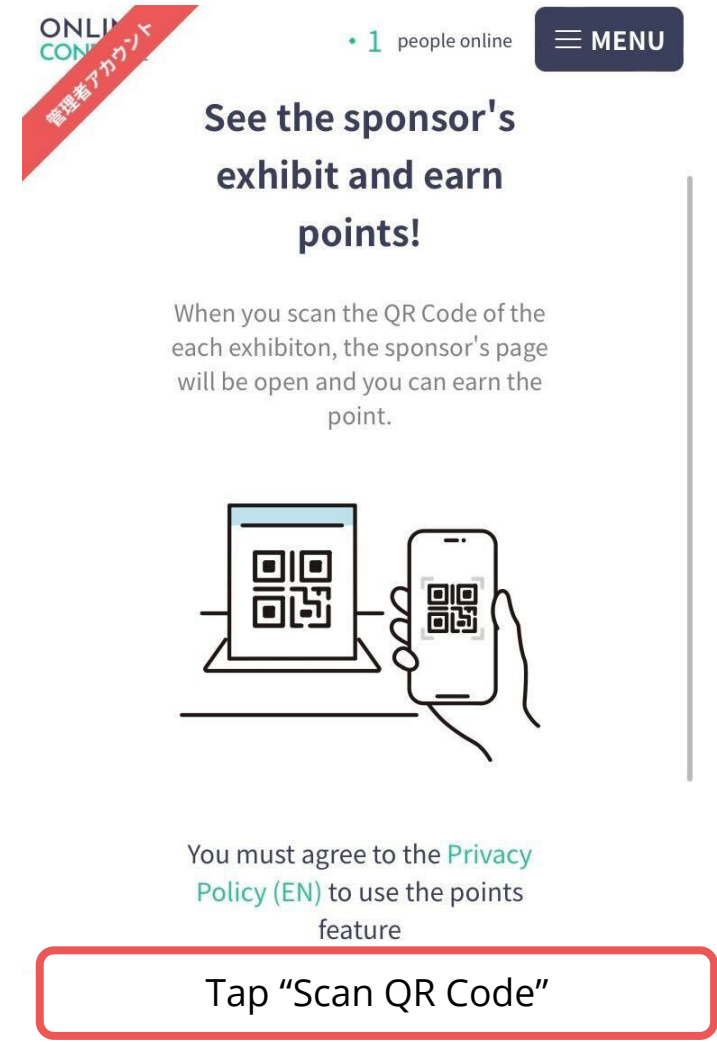 ONLI
CON
管理者アカウント
• 1 people online
MENU
See the sponsor's
exhibit and earn
points!
When you scan the QR Code of the
each exhibiton, the sponsor's page
will be open and you can earn the
point.
You must agree to the Privacy
Policy (EN) to use the points
feature
Tap “Scan QR Code”